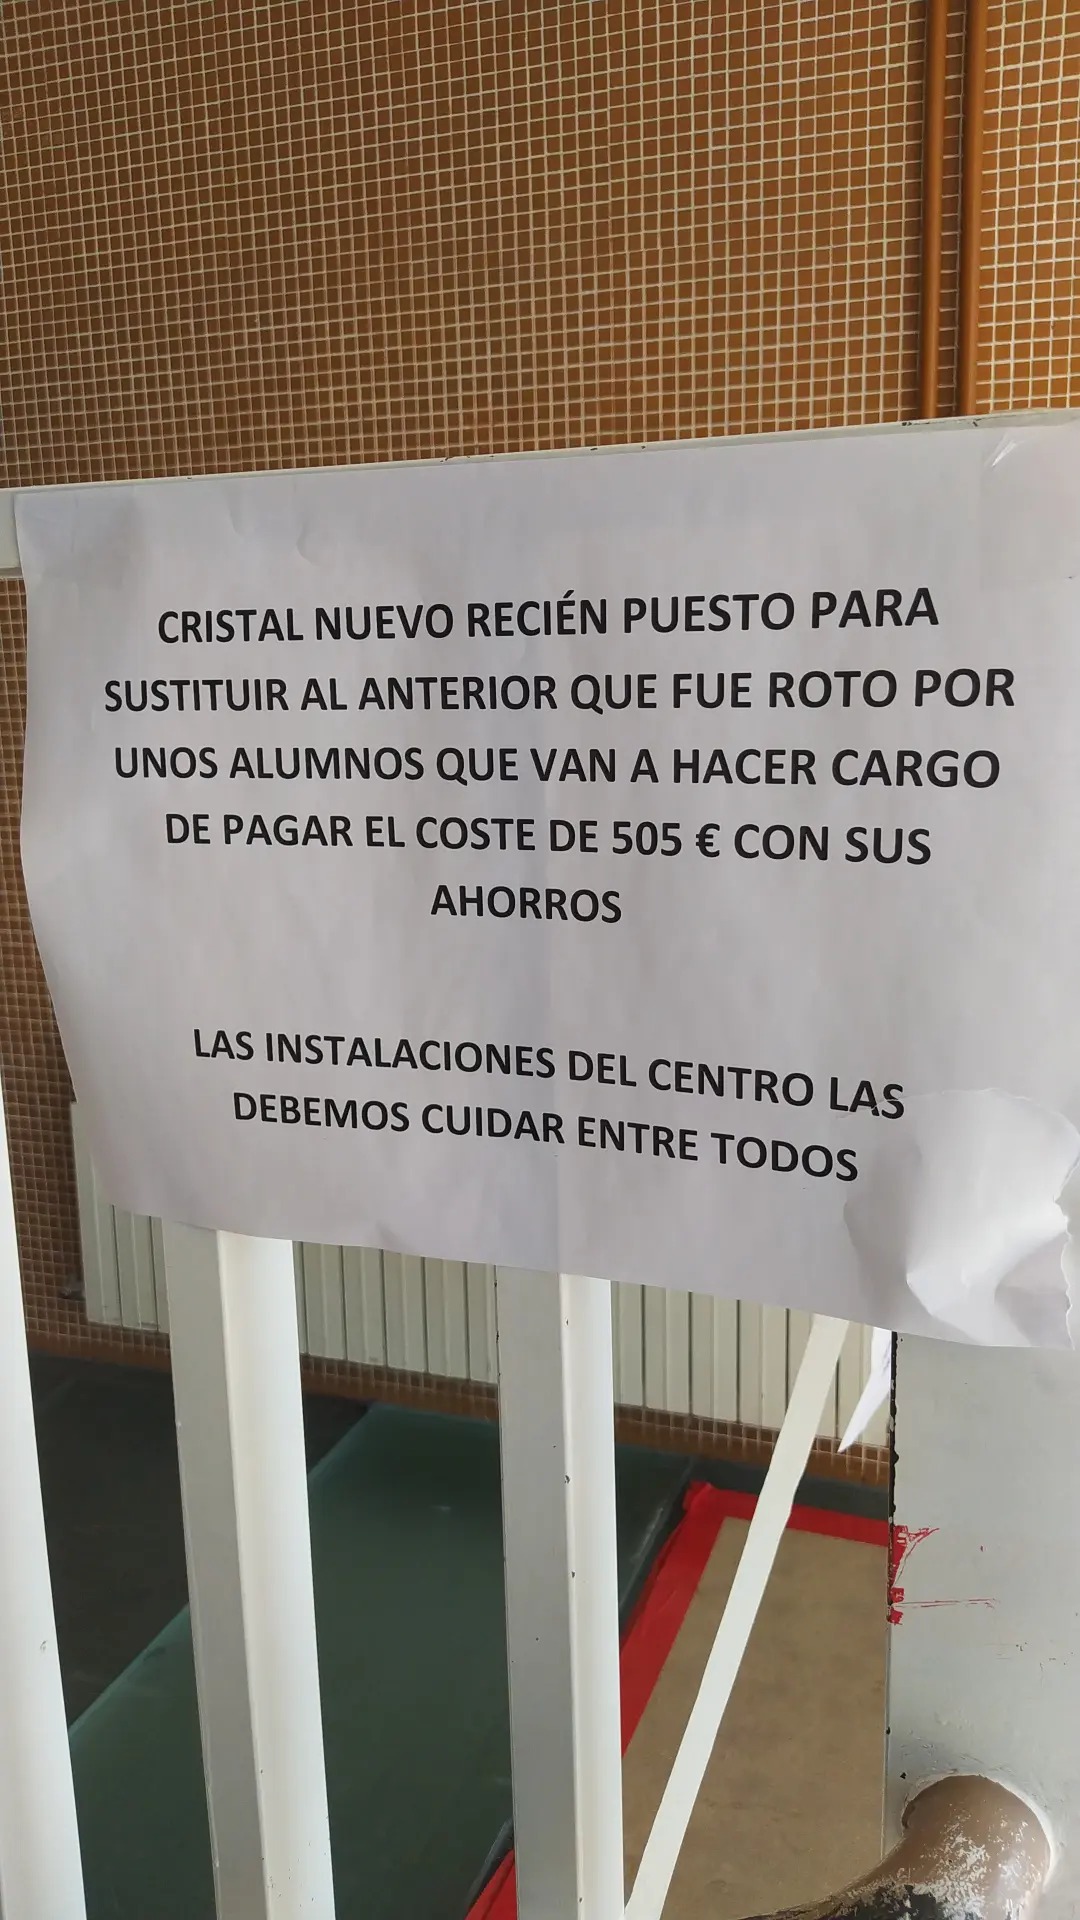 CRISTAL NUEVO RECIÉN PUESTO PARA
SUSTITUIR AL ANTERIOR QUE FUE ROTO POR
UNOS ALUMNOS QUE VAN A HACER CARGO
DE PAGAR EL COSTE DE 505 € CON SUS
AHORROS
LAS INSTALACIONES DEL CENTRO LAS
DEBEMOS CUIDAR ENTRE TODOS